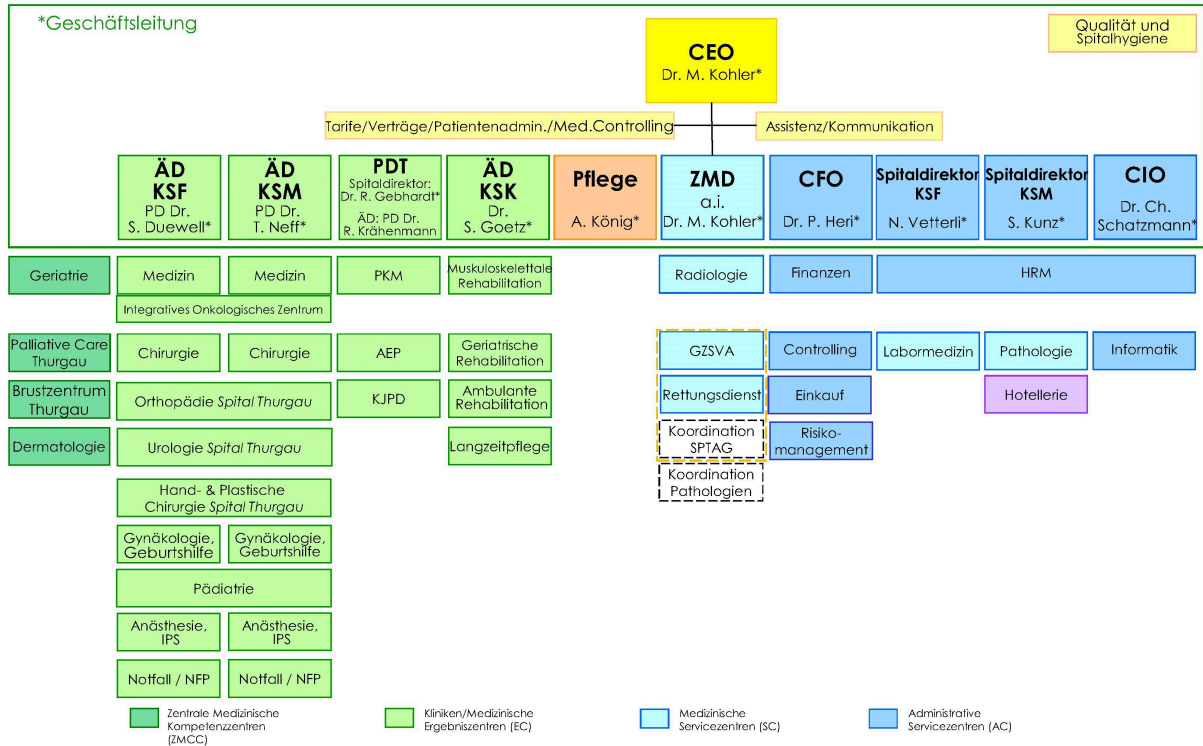 *Geschäftsleitung
Qualität und
Spitalhygiene
CEO
Dr. M. Kohler*
Tarife/Verträge/Patientenadmin./Med.Controlling
Assistenz/Kommunikation
ÄD
KSF
PD Dr.
S. Duewell*
ÄD
KSM
PD Dr.
T. Neff*
PDT
Spitaldirektor:
Dr. R. Gebhardt*
ÄD: PD Dr.
R. Krähenmann
ÄD
KSK
Dr.
S. Goetz*
Pflege
A. König*
ZMD
a.i.
Dr. M. Kohler*
CFO
Dr. P. Heri*
Spitaldirektor
KSF
N. Vetterli*
Spitaldirektor
KSM
S. Kunz*
CIO
Dr. Ch.
Schatzmann*
Geriatrie
Medizin
Medizin
PKM
Muskuloskelettale
Rehabilitation
Radiologie
Finanzen
HRM
Integratives Onkologisches Zentrum
Palliative Care
Thurgau
Chirurgie
Chirurgie
AEP
Geriatrische
Rehabilitation
GZSVA
Controlling
Labormedizin
Pathologie
Informatik
Brustzentrum
Thurgau
Orthopädie Spital Thurgau
KJPD
Ambulante
Rehabilitation
Rettungsdienst
Einkauf
Hotellerie
Dermatologie
Urologie Spital Thurgau
Langzeitpflege
Koordination
SPTAG
Risiko-
management
Koordination
Pathologien
Hand- & Plastische
Chirurgie Spital Thurgau
Gynäkologie,
Geburtshilfe
Gynäkologie,
Geburtshilfe
Pädiatrie
Anästhesie,
IPS
Anästhesie,
IPS
Notfall / NFP
Notfall / NFP
Zentrale Medizinische
Kompetenzzentren
(ZMCC)
Kliniken/Medizinische
Ergebniszentren (EC)
Medizinische
Servicezentren (SC)
Administrative
Servicezentren (AC)